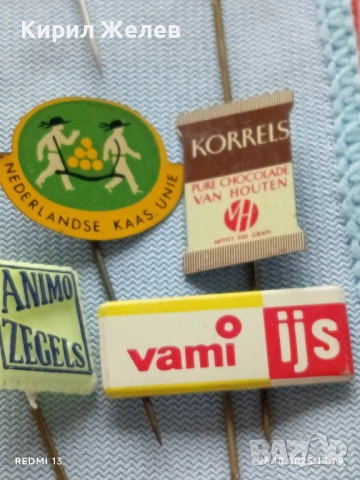 Кирил Желев
NEDERLANDSE KAAS-UNIE
KORRELS
PURE CHOCOLADE
VAN HOUTEN
VH
ANIMO
ZEGELS
vami
ijs
REDMI 13